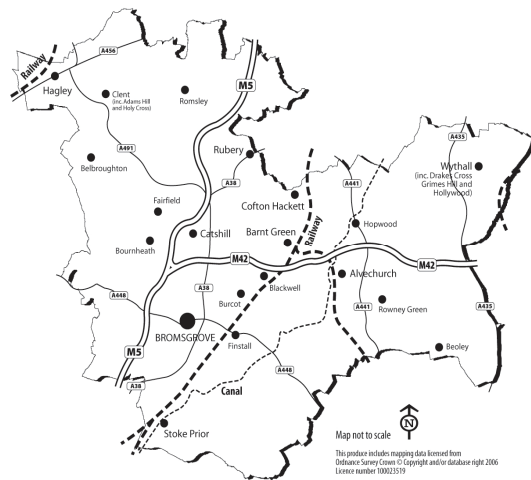 A456
Railway
Hagley
Clent
(inc. Adams Hill
and Holy Cross)
Romsley
M5
A435
A491
Rubery
Belbroughton
A38
Wythall
(inc. Drakes Cross
Grimes Hill and
Hollywood)
A441
Cofton Hackett
Fairfield
Catshill
Barnt Green
Railway
Hopwood
Bournheath
M42
M42
Alvechurch
Blackwell
A38
A448
Burcot
Rowney Green
A441
A435
BROMSGROVE
Finstall
M5
Beoley
A448
A38
Canal
Stoke Prior
Map not to scale
N
This produce includes mapping data licensed from
Ordnance Survey Crown © Copyright and/or database right 2006
Licence number 100023519